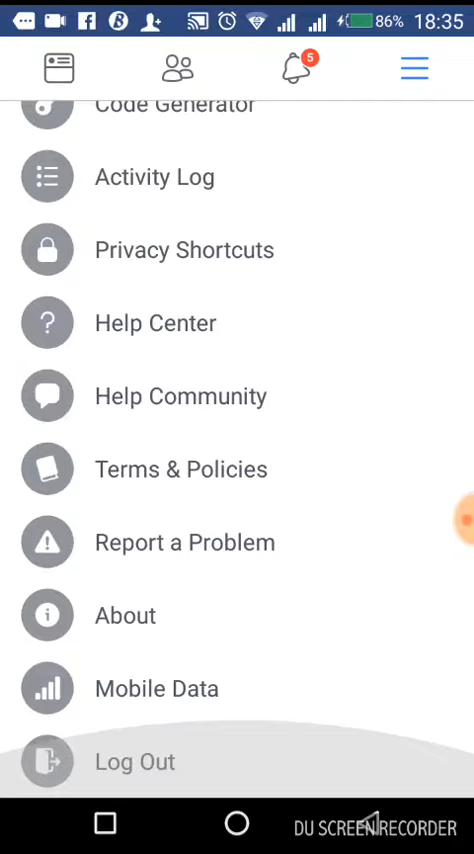 86% 18:35
5
Code Generator
Activity Log
Privacy Shortcuts
Help Center
Help Community
Terms & Policies
Report a Problem
About
Mobile Data
Log Out
DU SCREEN RECORDER